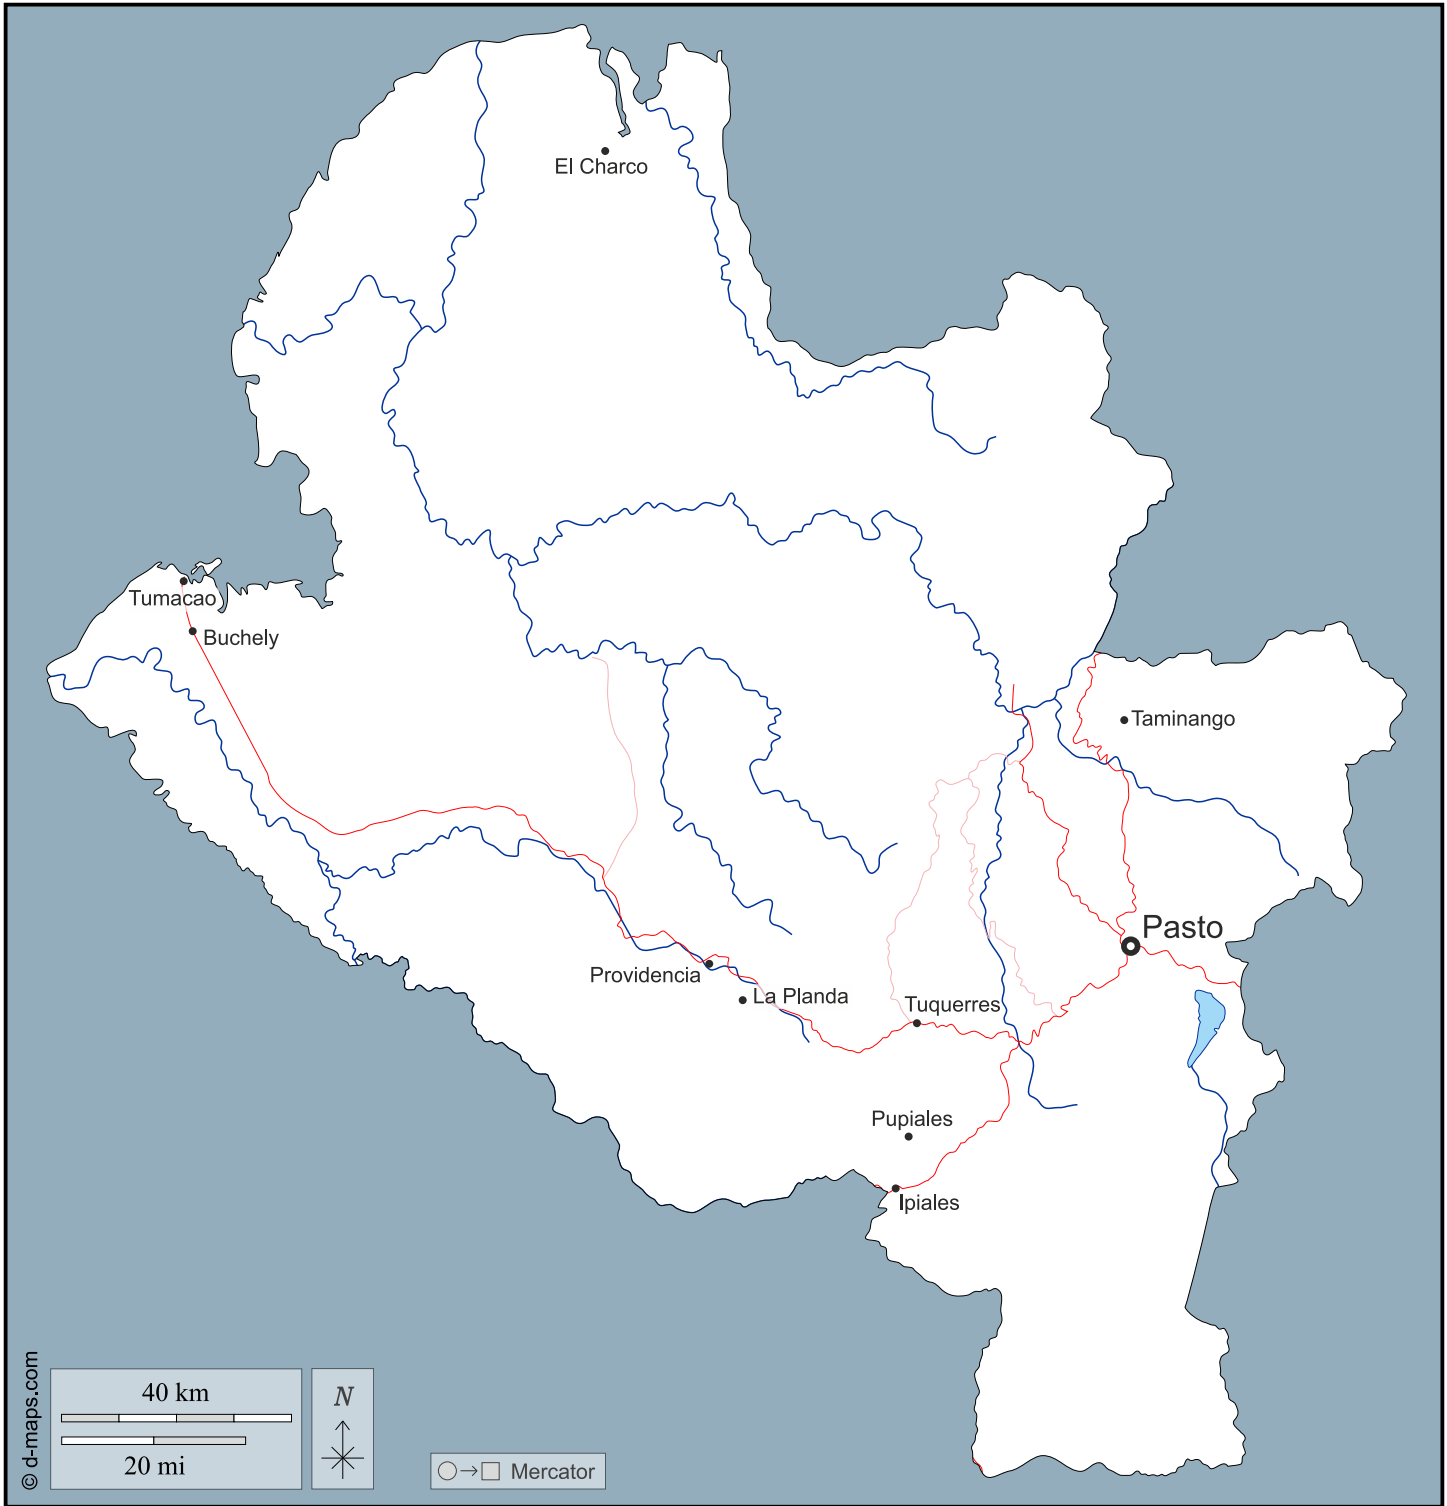 El Charco
Tumacao
Buchely
Taminango
Pasto
Providencia
La Planda
Tuquerres
Pupiales
Ipiales
© d-maps.com
40 km
20 mi
N
Mercator